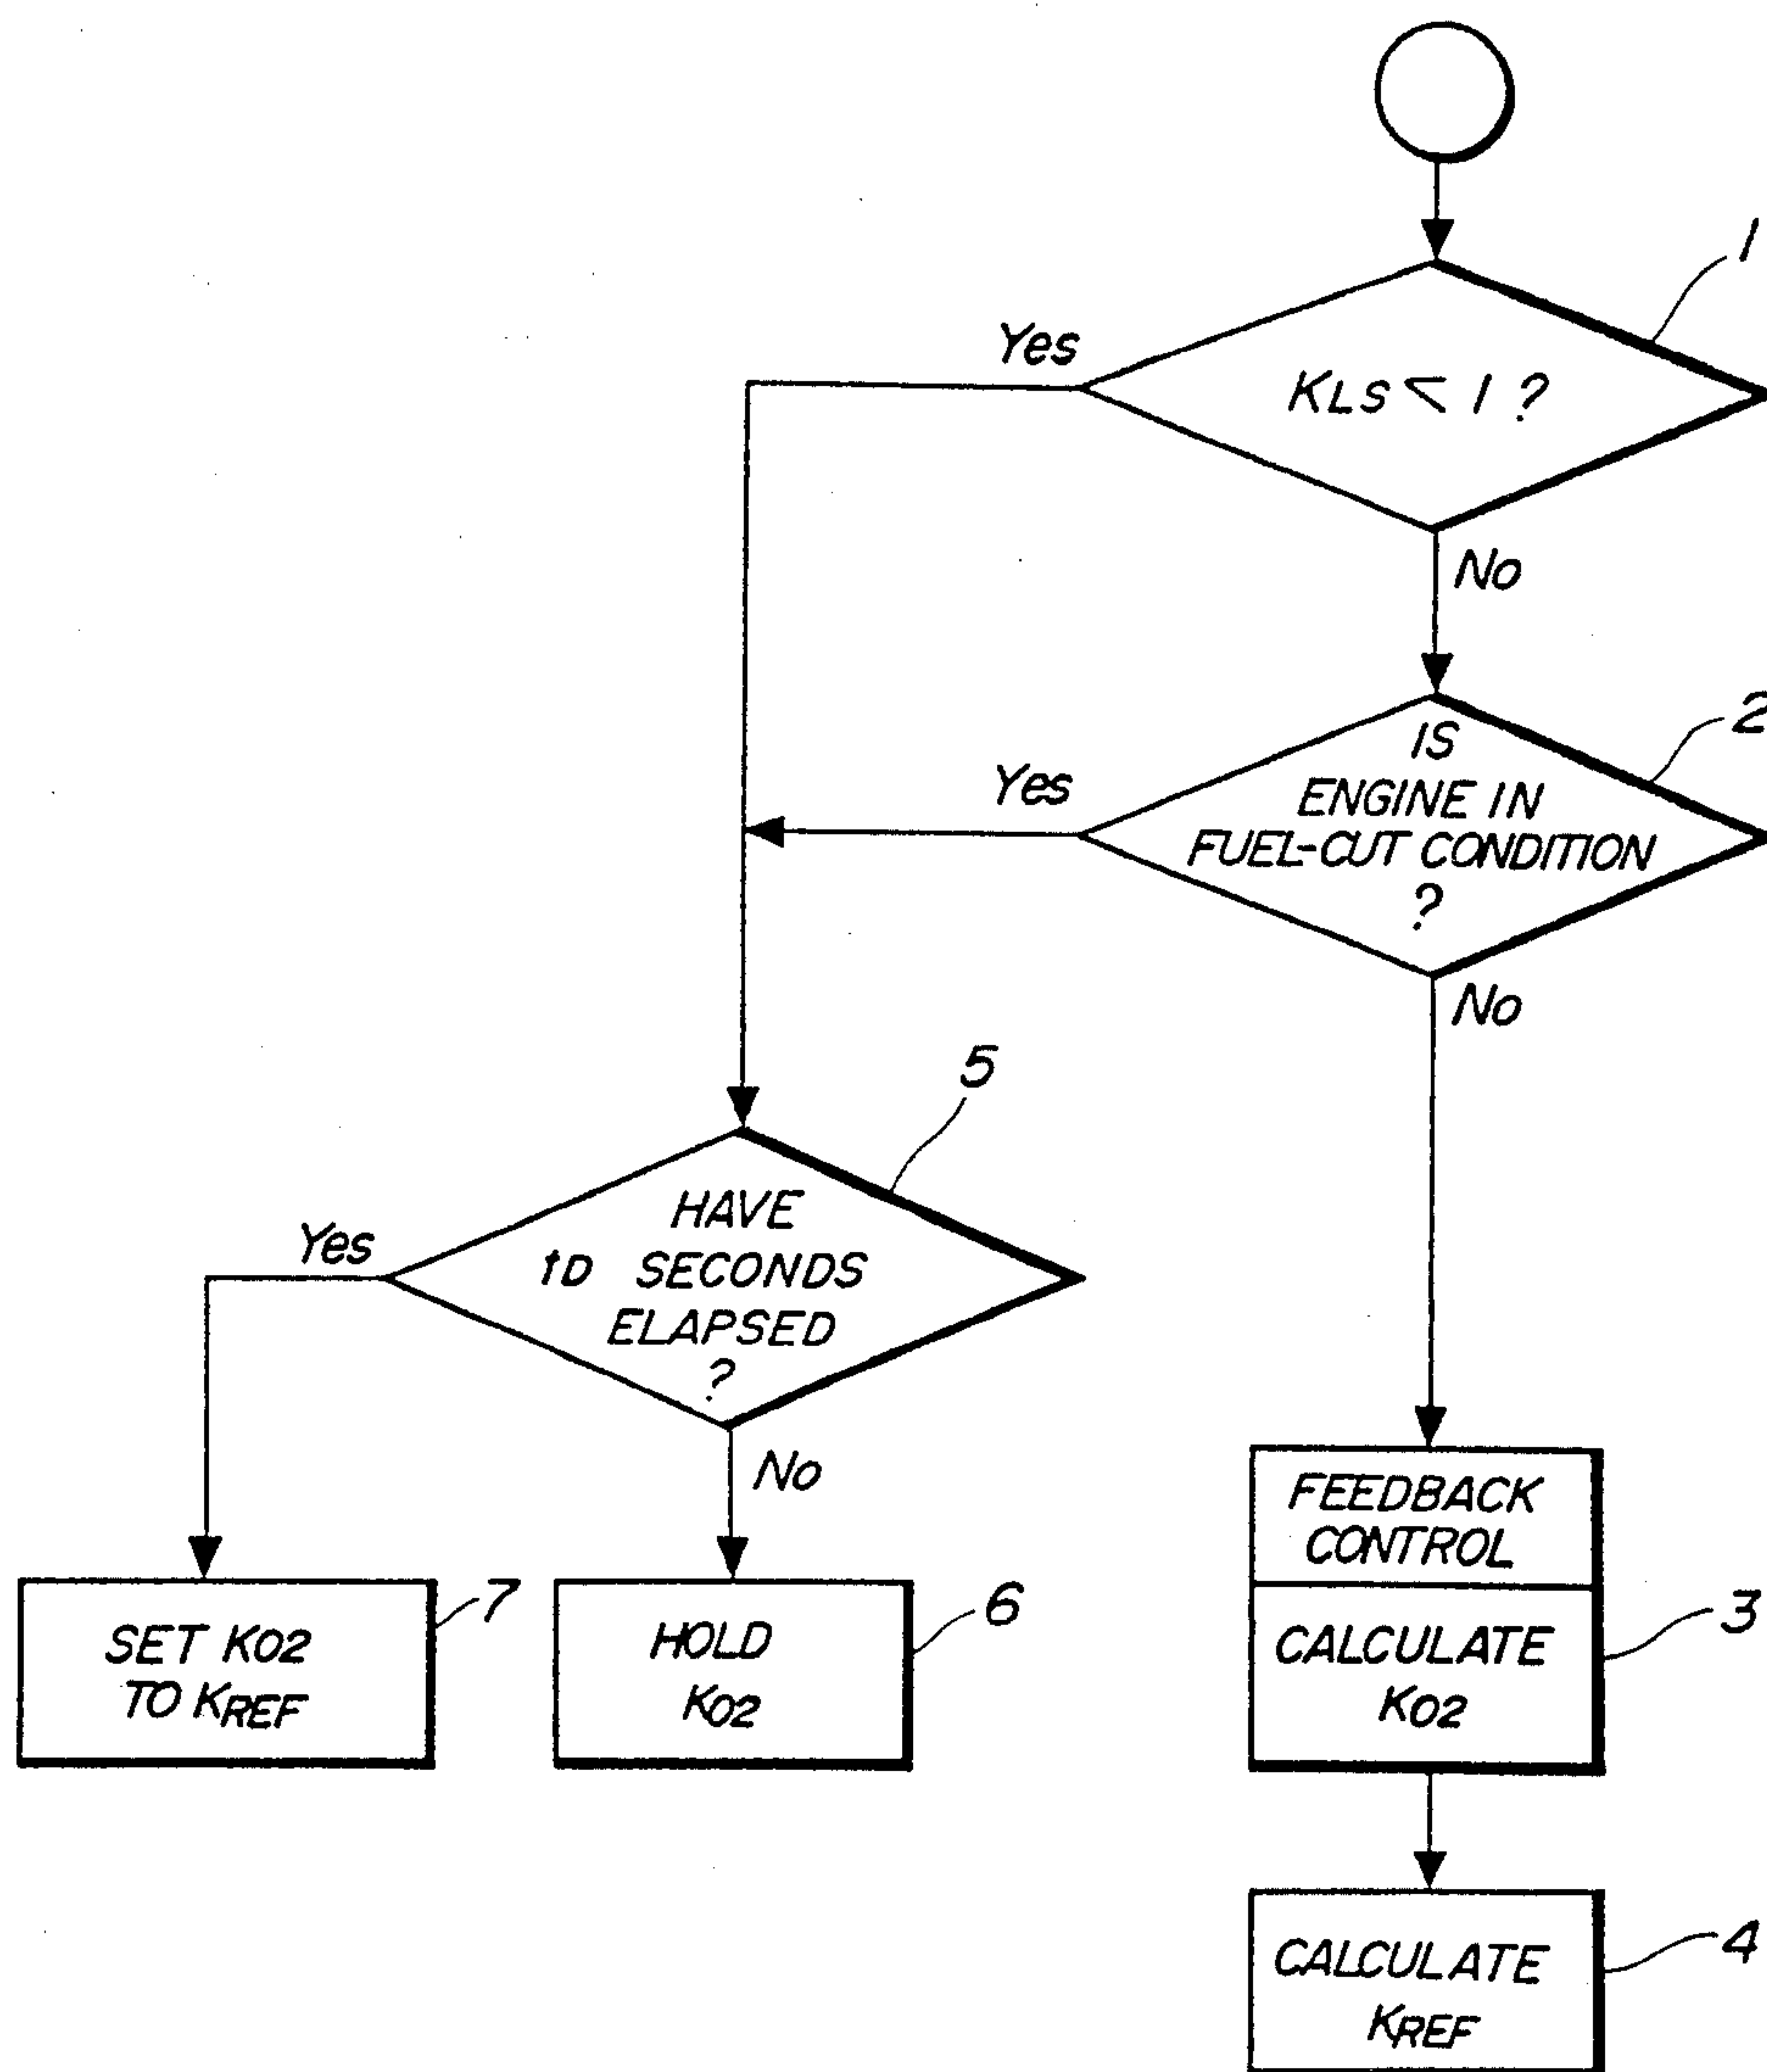 1
Yes
KLS < 1 ?
No
2
IS
ENGINE IN
FUEL-CUT CONDITION
?
Yes
No
5
HAVE
tD SECONDS
ELAPSED
?
Yes
No
FEEDBACK
CONTROL
7
SET KO2
TO KREF
6
HOLD
KO2
3
CALCULATE
KO2
4
CALCULATE
KREF